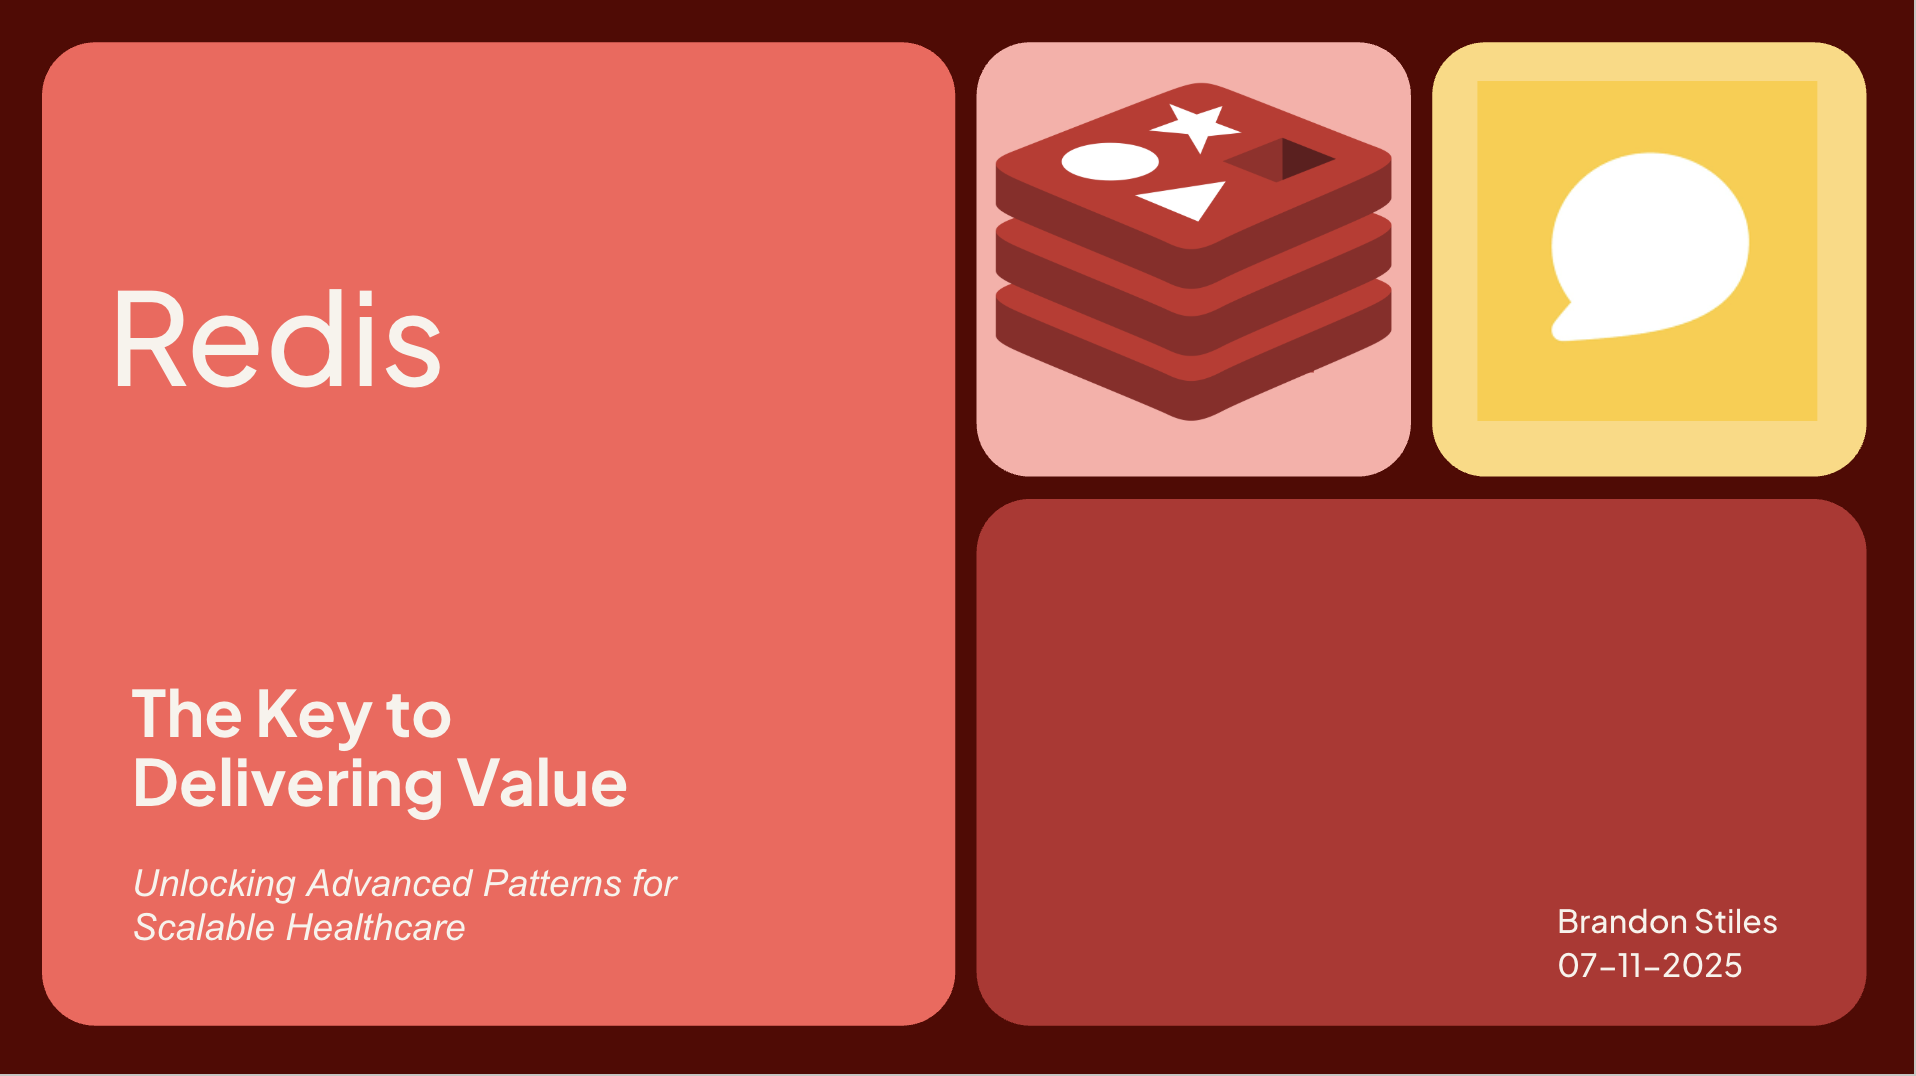 Redis
The Key to
Delivering Value
Unlocking Advanced Patterns for
Scalable Healthcare
Brandon Stiles
07-11-2025